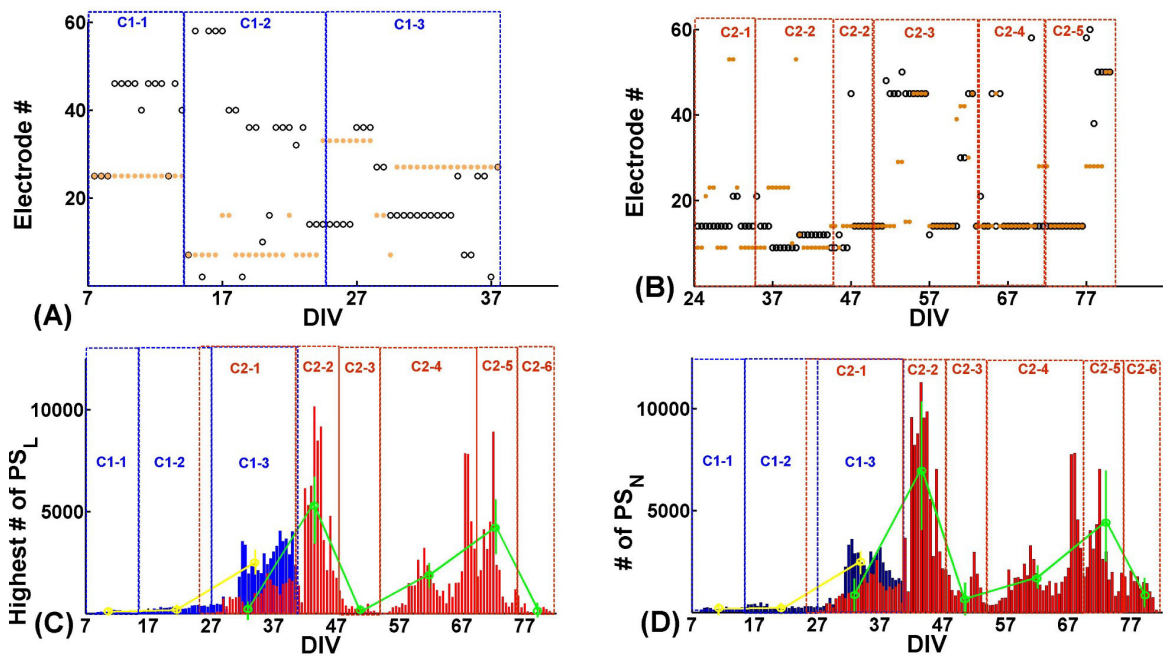 60
40
20
Electrode #
C1-1
C1-2
C1-3
7
17
27
37
DIV
(A)
60
40
20
Electrode #
C2-1
C2-2
C2-2
C2-3
C2-4
C2-5
24
37
47
57
67
77
DIV
(B)
10000
5000
Highest # of PS_L
C1-1
C1-2
C1-3
C2-1
C2-2
C2-3
C2-4
C2-5
C2-6
7
17
27
37
47
57
67
77
DIV
(C)
10000
5000
# of PS_N
C1-1
C1-2
C1-3
C2-1
C2-2
C2-3
C2-4
C2-5
C2-6
7
17
27
37
47
57
67
77
DIV
(D)